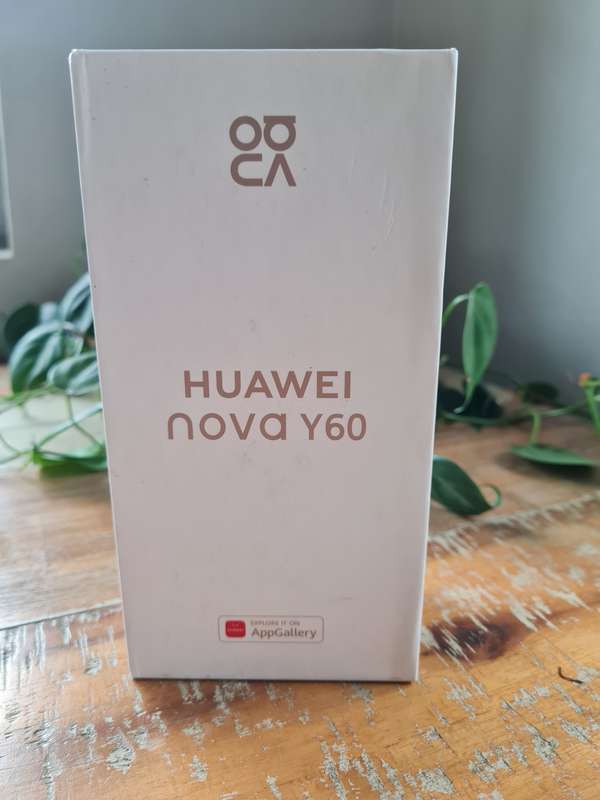 HUAWEI
nova Y60
EXPLORE IT ON
AppGallery